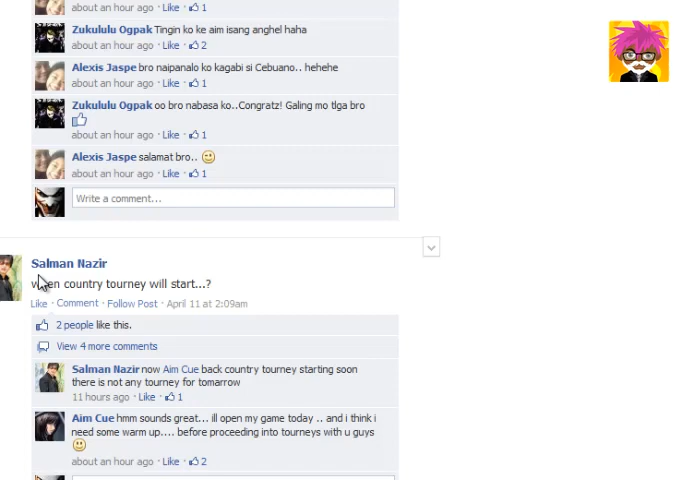 about an hour ago · Like · 1
Zukululu Ogpak Tingin ko ke aim isang anghel haha
about an hour ago · Like · 2
Alexis Jaspe bro naipanalo ko kagabi si Cebuano.. hehehe
about an hour ago · Like · 1
Zukululu Ogpak oo bro nabasa ko..Congratz! Galing mo tlga bro
about an hour ago · Like · 1
Alexis Jaspe salamat bro..
about an hour ago · Like · 1
Write a comment...
Salman Nazir
when country tourney will start...?
Like · Comment · Follow Post · April 11 at 2:09am
2 people like this.
View 4 more comments
Salman Nazir now Aim Cue back country tourney starting soon
there is not any tourney for tomarrow
11 hours ago · Like · 1
Aim Cue hmm sounds great... ill open my game today .. and i think i
need some warm up.... before proceeding into tourneys with u guys
about an hour ago · Like · 2